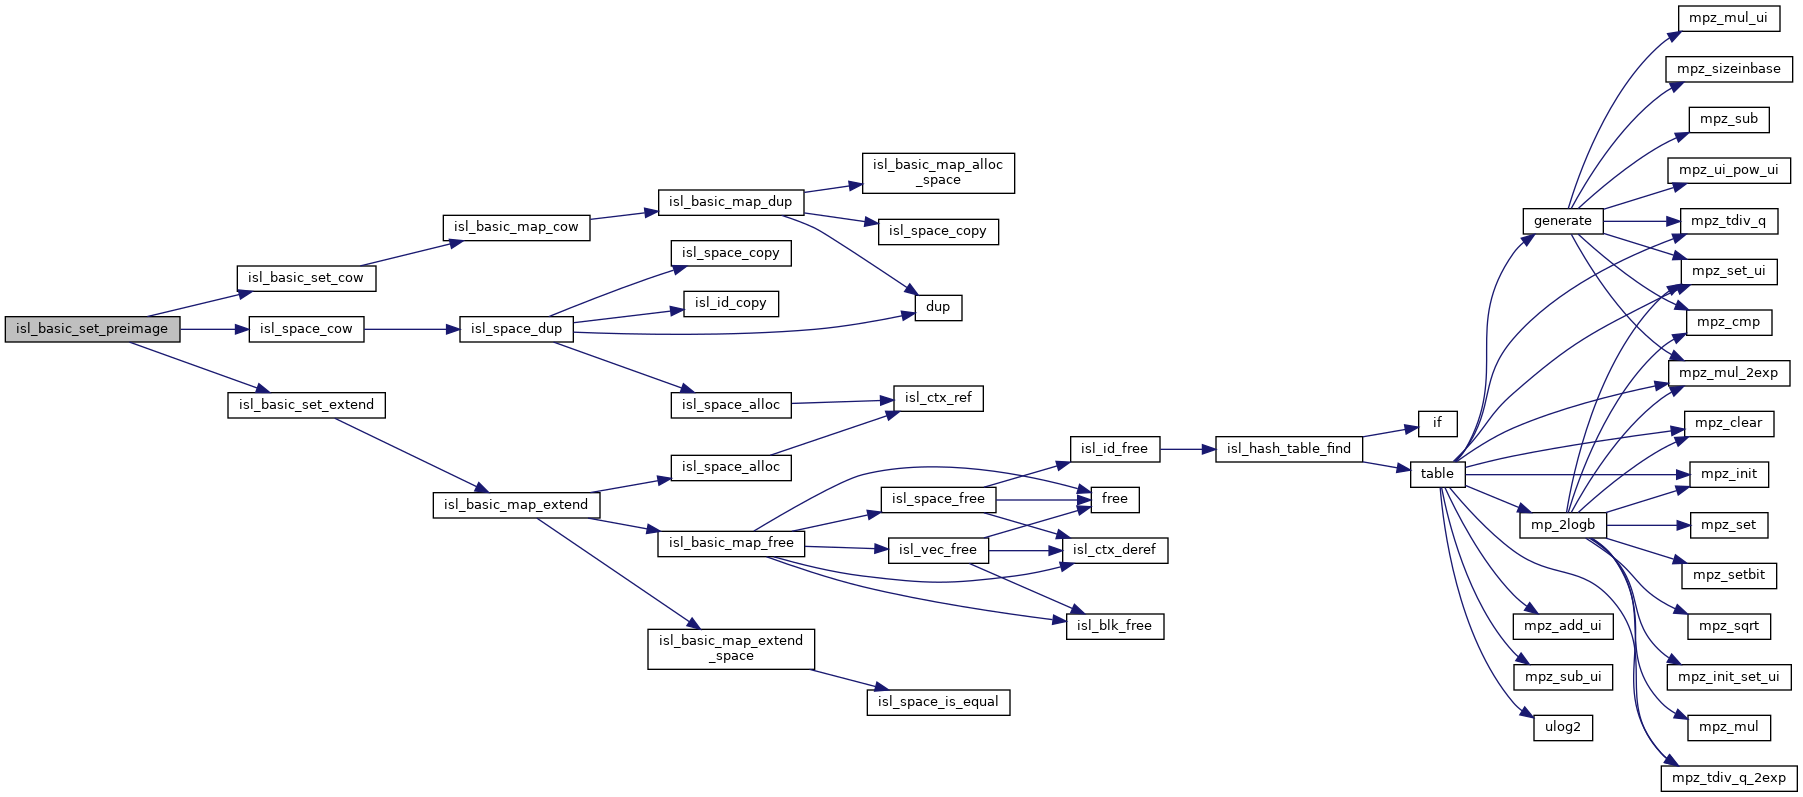 isl_basic_set_preimage
isl_basic_set_cow
isl_space_cow
isl_basic_set_extend
isl_basic_map_cow
isl_space_dup
isl_basic_map_extend
isl_basic_map_dup
isl_space_copy
isl_id_copy
isl_space_alloc
isl_space_alloc
isl_basic_map_free
isl_basic_map_extend
_space
isl_basic_map_alloc
_space
isl_space_copy
dup
isl_ctx_ref
isl_space_free
isl_vec_free
isl_space_is_equal
isl_id_free
free
isl_ctx_deref
isl_blk_free
isl_hash_table_find
if
table
generate
mp_2logb
mpz_add_ui
mpz_sub_ui
ulog2
mpz_mul_ui
mpz_sizeinbase
mpz_sub
mpz_ui_pow_ui
mpz_tdiv_q
mpz_set_ui
mpz_cmp
mpz_mul_2exp
mpz_clear
mpz_init
mpz_set
mpz_setbit
mpz_sqrt
mpz_init_set_ui
mpz_mul
mpz_tdiv_q_2exp